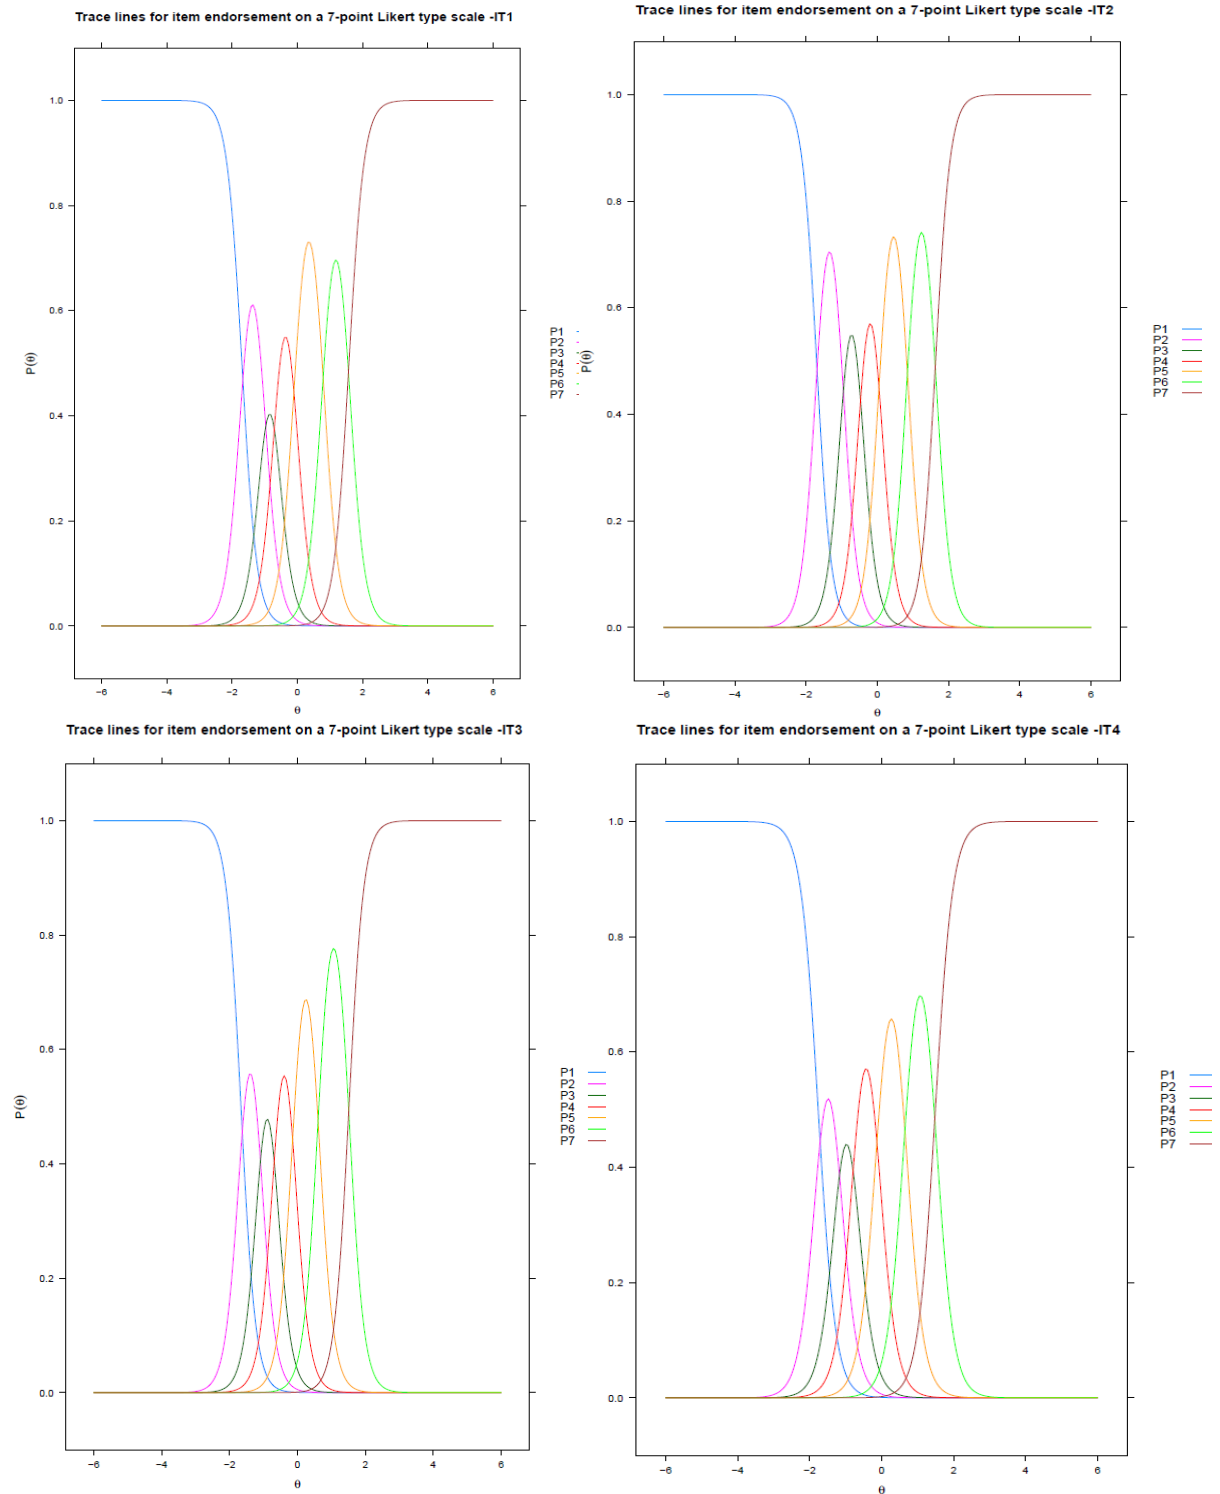 Trace lines for item endorsement on a 7-point Likert type scale -IT1
1.0
0.8
0.6
0.4
0.2
0.0
P(θ)
−6 −4 −2 0 2 4 6
θ
P1
P2
P3
P4
P5
P6
P7
Trace lines for item endorsement on a 7-point Likert type scale -IT2
1.0
0.8
0.6
0.4
0.2
0.0
P(θ)
−6 −4 −2 0 2 4 6
θ
P1
P2
P3
P4
P5
P6
P7
Trace lines for item endorsement on a 7-point Likert type scale -IT3
1.0
0.8
0.6
0.4
0.2
0.0
P(θ)
−6 −4 −2 0 2 4 6
θ
P1
P2
P3
P4
P5
P6
P7
Trace lines for item endorsement on a 7-point Likert type scale -IT4
1.0
0.8
0.6
0.4
0.2
0.0
−6 −4 −2 0 2 4 6
θ
P1
P2
P3
P4
P5
P6
P7